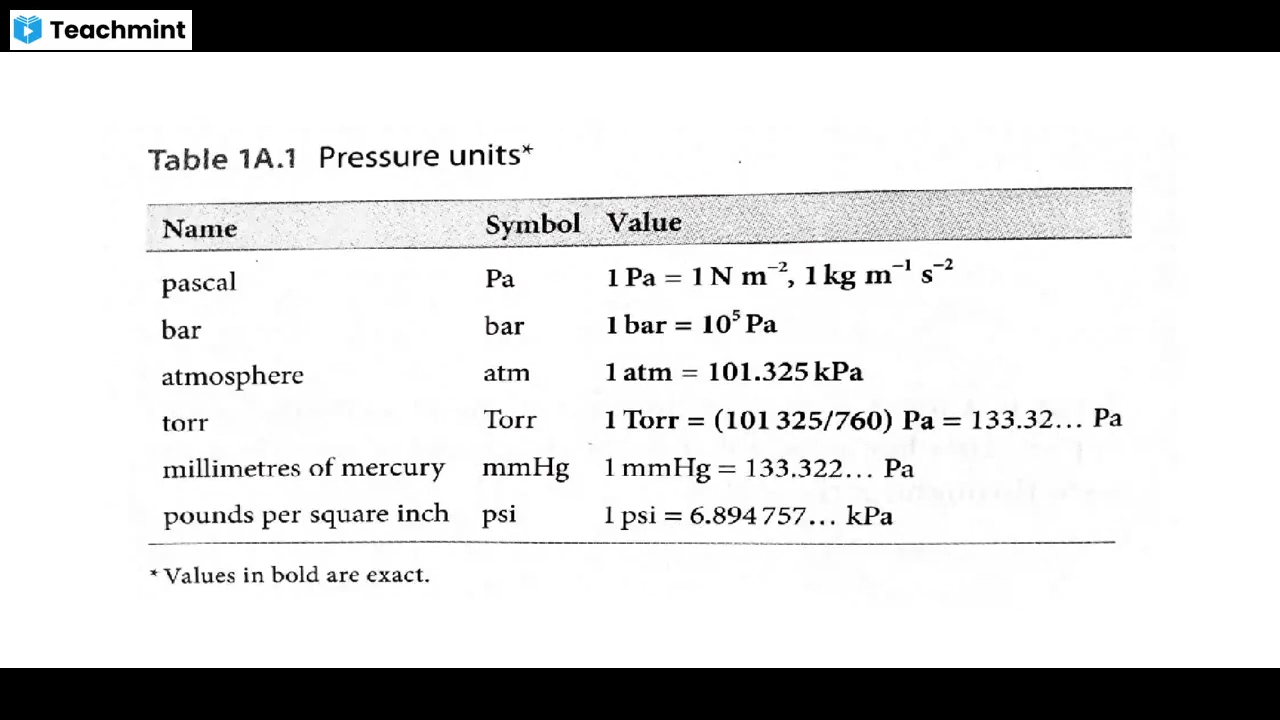 Teachmint
Table 1A.1 Pressure units*
Name Symbol Value
pascal Pa 1 Pa = 1 N m⁻², 1 kg m⁻¹ s⁻²
bar bar 1 bar = 10⁵ Pa
atmosphere atm 1 atm = 101.325 kPa
torr Torr 1 Torr = (101 325/760) Pa = 133.32... Pa
millimetres of mercury mmHg 1 mmHg = 133.322... Pa
pounds per square inch psi 1 psi = 6.894 757... kPa
* Values in bold are exact.